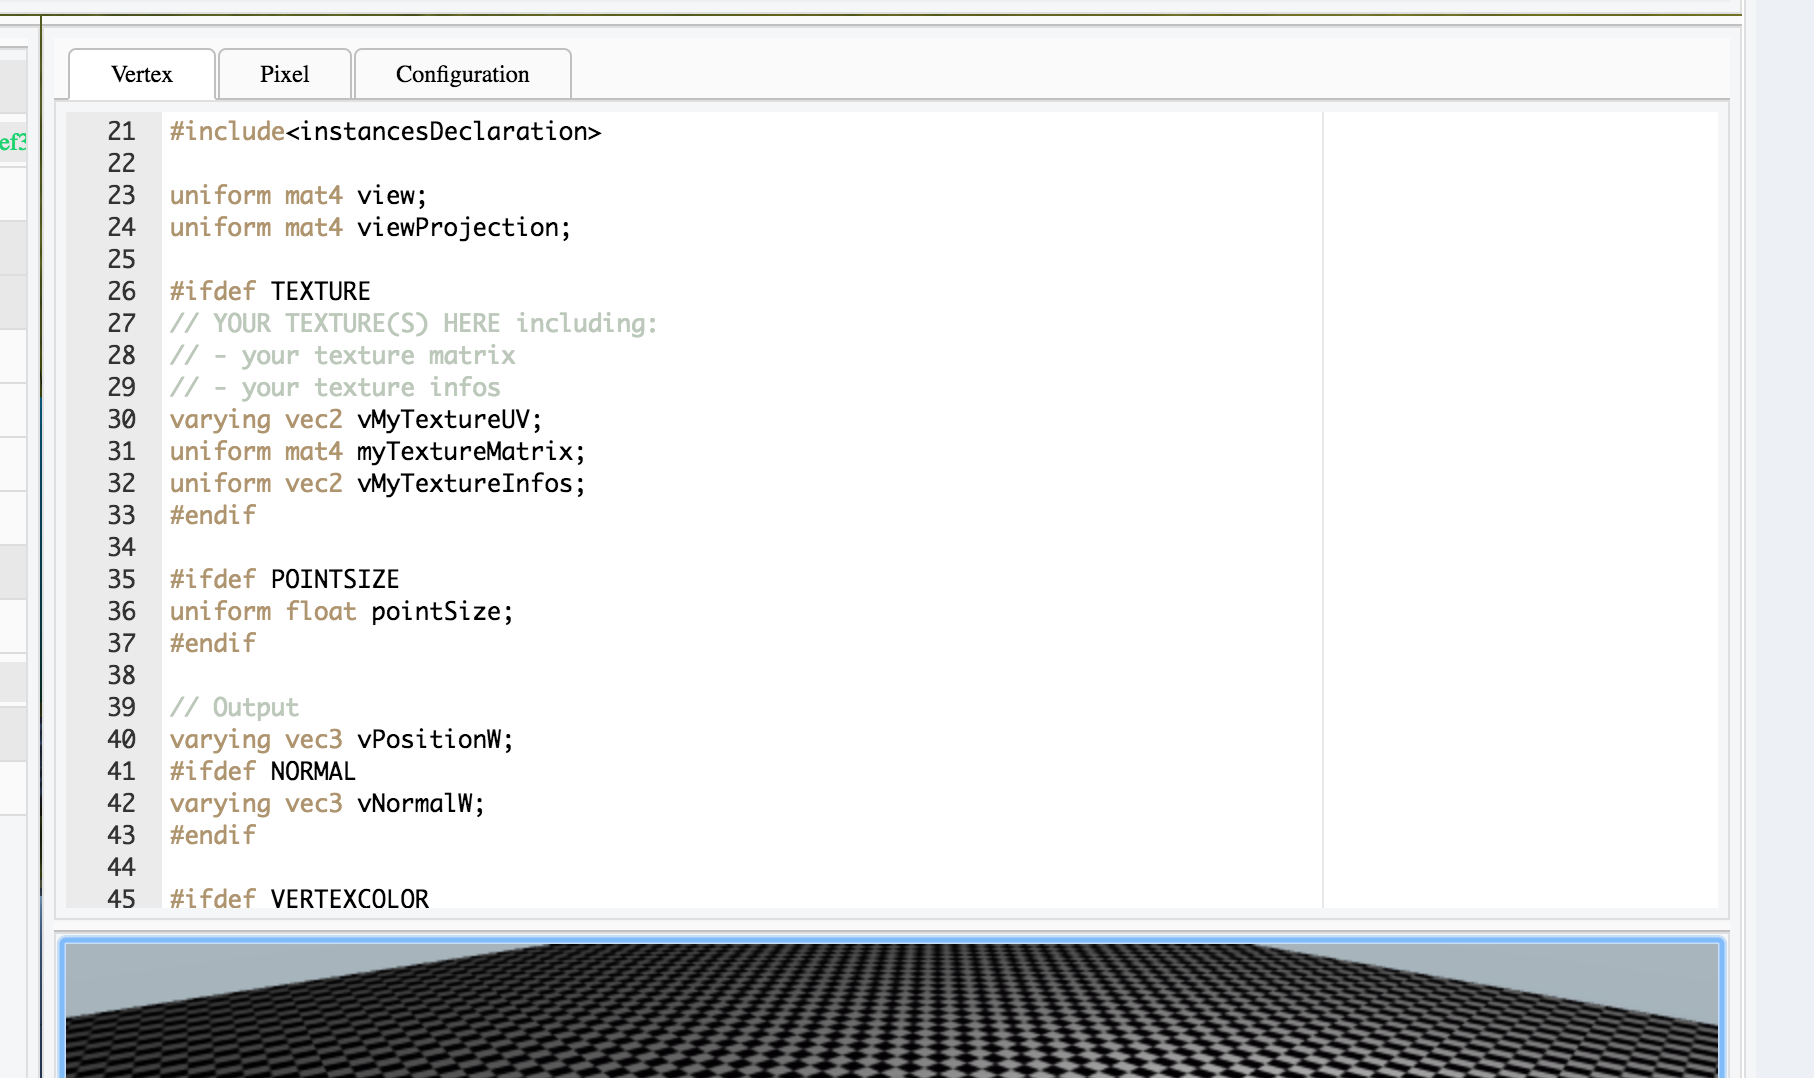 Vertex Pixel Configuration
ef3
21 #include<instancesDeclaration>
22
23 uniform mat4 view;
24 uniform mat4 viewProjection;
25
26 #ifdef TEXTURE
27 // YOUR TEXTURE(S) HERE including:
28 // - your texture matrix
29 // - your texture infos
30 varying vec2 vMyTextureUV;
31 uniform mat4 myTextureMatrix;
32 uniform vec2 vMyTextureInfos;
33 #endif
34
35 #ifdef POINTSIZE
36 uniform float pointSize;
37 #endif
38
39 // Output
40 varying vec3 vPositionW;
41 #ifdef NORMAL
42 varying vec3 vNormalW;
43 #endif
44
45 #ifdef VERTEXCOLOR